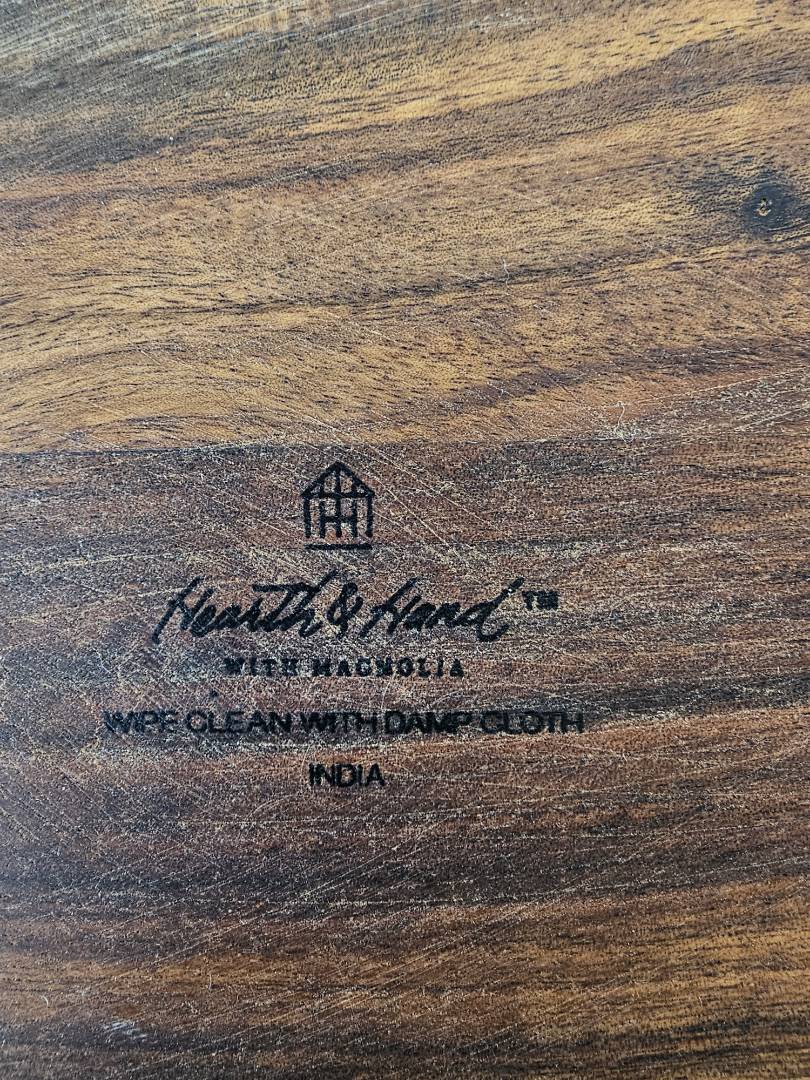 Hearth & Hand™
WITH MAGNOLIA
WIPE CLEAN WITH DAMP CLOTH
INDIA